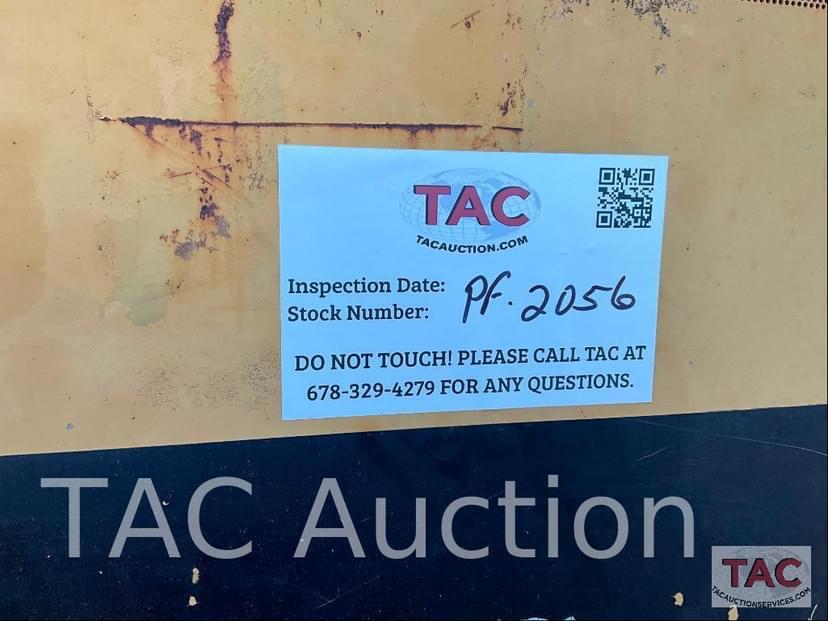 TAC
TACAUCTION.COM
Inspection Date:
Stock Number: PF. 2056
DO NOT TOUCH! PLEASE CALL TAC AT
678-329-4279 FOR ANY QUESTIONS.
TAC Auction
TAC
TACAUCTIONSERVICES.COM